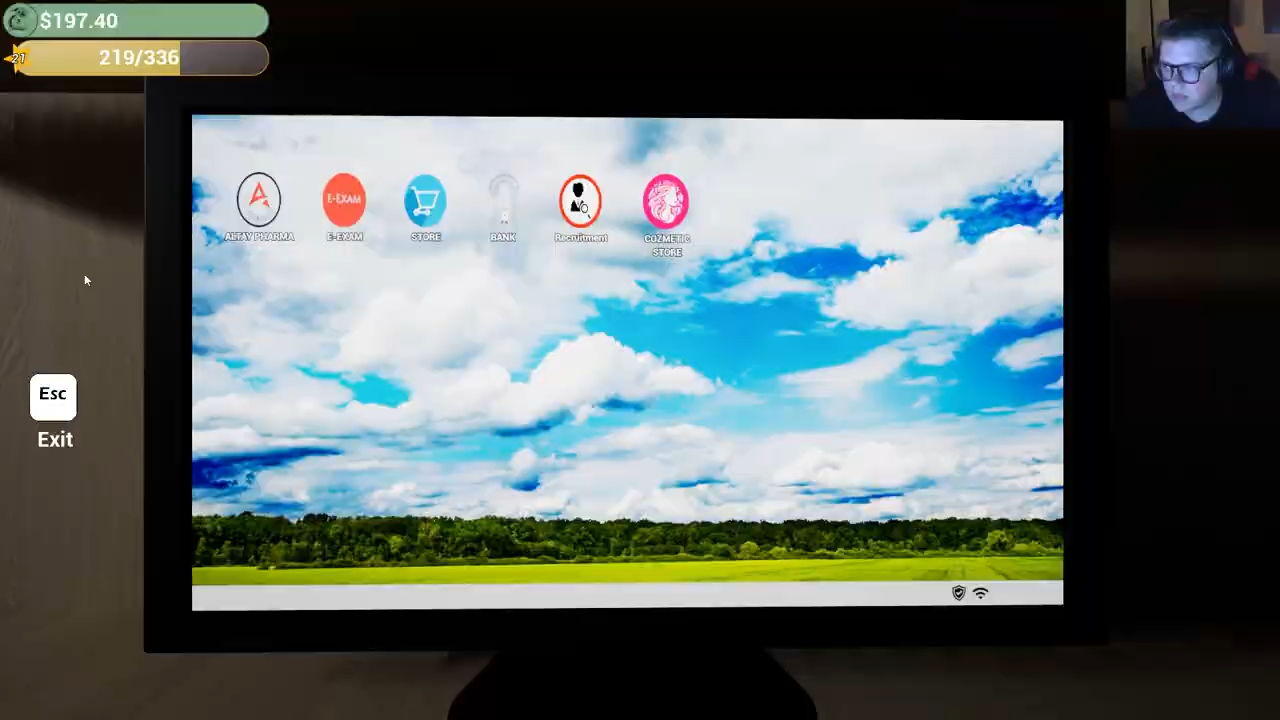 $197.40
21
219/336
E-EXAM
ALTAY PHARMA
E-EXAM
STORE
BANK
Recruitment
COZMETIC
STORE
Esc
Exit